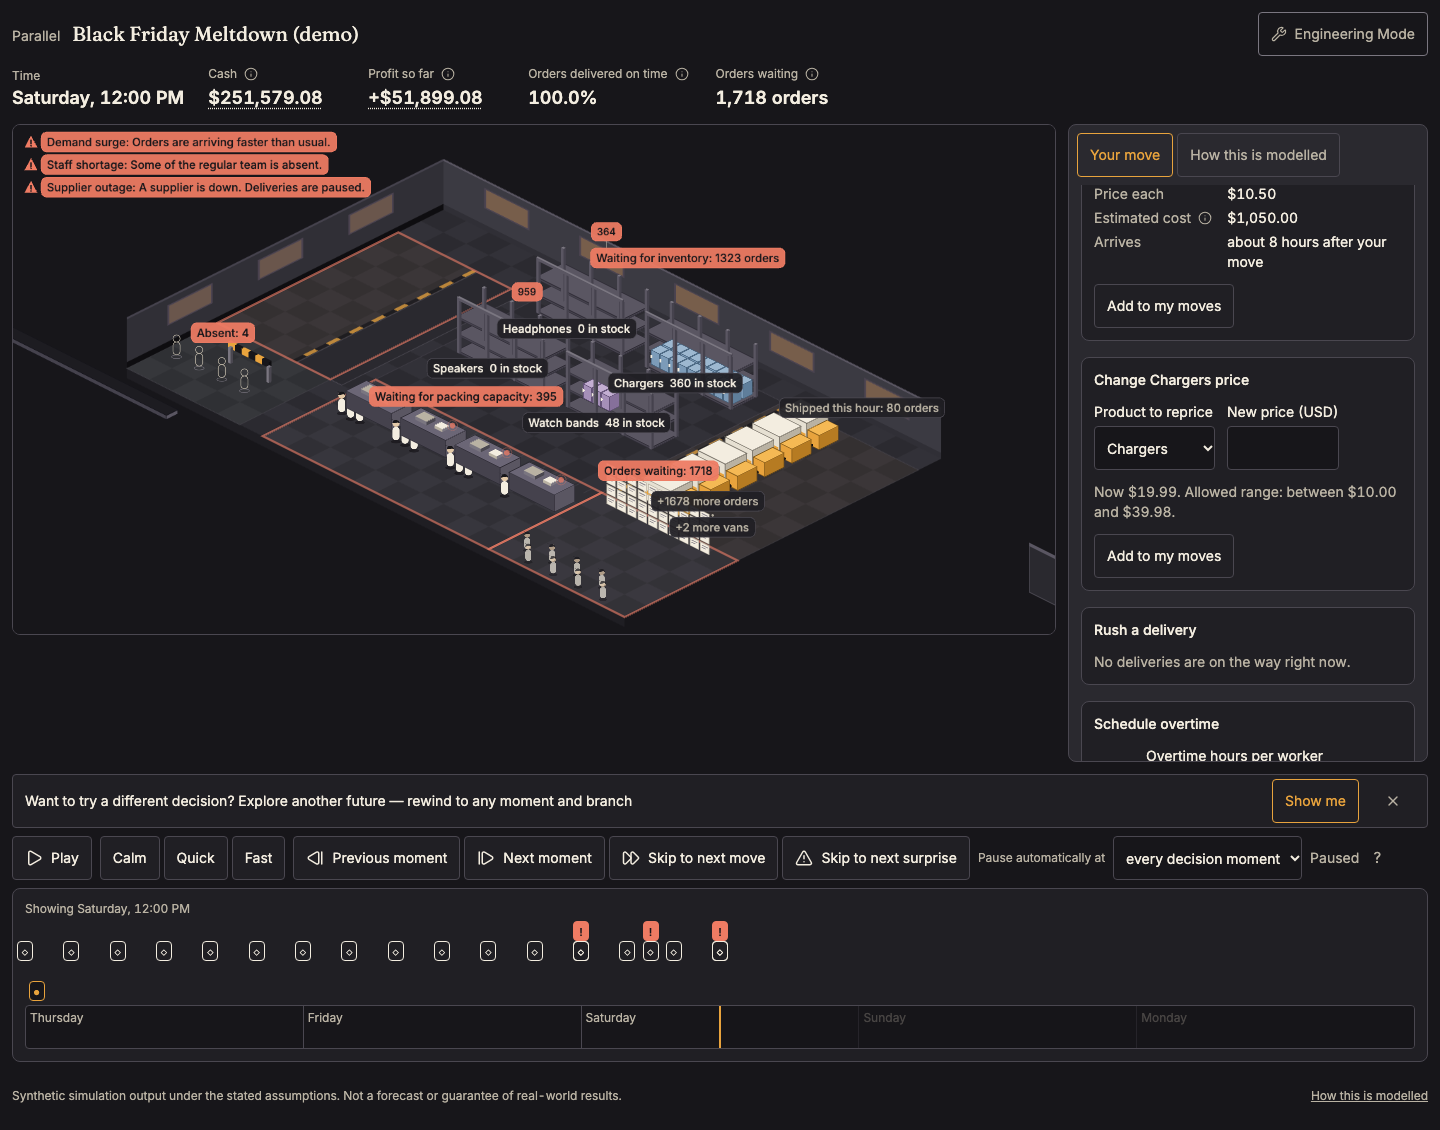 Parallel Black Friday Meltdown (demo)
Engineering Mode
Time
Saturday, 12:00 PM
Cash
$251,579.08
Profit so far
+$51,899.08
Orders delivered on time
100.0%
Orders waiting
1,718 orders
Demand surge: Orders are arriving faster than usual.
Staff shortage: Some of the regular team is absent.
Supplier outage: A supplier is down. Deliveries are paused.
364
Waiting for inventory: 1323 orders
959
Headphones 0 in stock
Absent: 4
Speakers 0 in stock
Chargers 360 in stock
Waiting for packing capacity: 395
Watch bands 48 in stock
Shipped this hour: 80 orders
Orders waiting: 1718
+1678 more orders
+2 more vans
Your move
How this is modelled
Price each $10.50
Estimated cost $1,050.00
Arrives about 8 hours after your
move
Add to my moves
Change Chargers price
Product to reprice New price (USD)
Chargers
Now $19.99. Allowed range: between $10.00
and $39.98.
Add to my moves
Rush a delivery
No deliveries are on the way right now.
Schedule overtime
Overtime hours per worker
Want to try a different decision? Explore another future — rewind to any moment and branch
Show me
Play
Calm
Quick
Fast
Previous moment
Next moment
Skip to next move
Skip to next surprise
Pause automatically at
every decision moment
Paused
?
Showing Saturday, 12:00 PM
! ! !
Thursday
Friday
Saturday
Sunday
Monday
Synthetic simulation output under the stated assumptions. Not a forecast or guarantee of real-world results.
How this is modelled